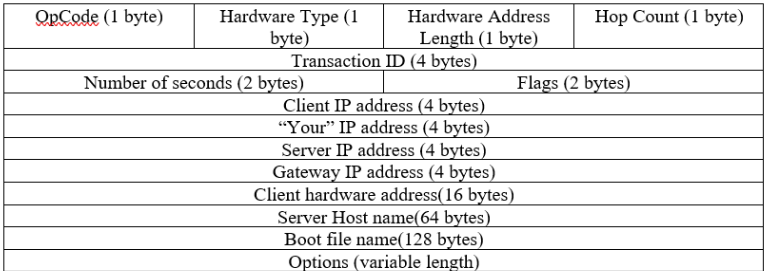 OpCode (1 byte) Hardware Type (1 byte) Hardware Address Length (1 byte) Hop Count (1 byte)
Transaction ID (4 bytes)
Number of seconds (2 bytes) Flags (2 bytes)
Client IP address (4 bytes)
“Your” IP address (4 bytes)
Server IP address (4 bytes)
Gateway IP address (4 bytes)
Client hardware address(16 bytes)
Server Host name(64 bytes)
Boot file name(128 bytes)
Options (variable length)